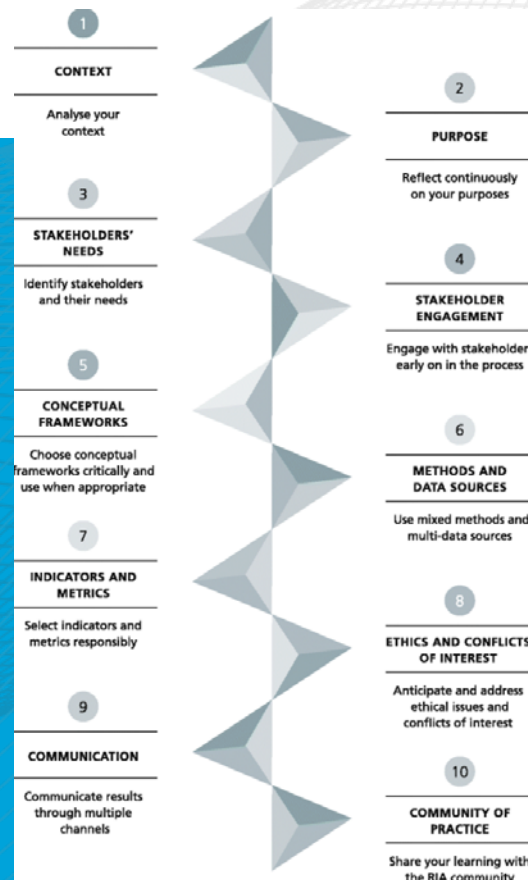 1
CONTEXT
Analyse your
context
2
PURPOSE
Reflect continuously
on your purposes
3
STAKEHOLDERS'
NEEDS
Identify stakeholders
and their needs
4
STAKEHOLDER
ENGAGEMENT
Engage with stakeholder
early on in the process
5
CONCEPTUAL
FRAMEWORKS
Choose conceptual
frameworks critically and
use when appropriate
6
METHODS AND
DATA SOURCES
Use mixed methods and
multi-data sources
7
INDICATORS AND
METRICS
Select indicators and
metrics responsibly
8
ETHICS AND CONFLICTS
OF INTEREST
Anticipate and address
ethical issues and
conflicts of interest
9
COMMUNICATION
Communicate results
through multiple
channels
10
COMMUNITY OF
PRACTICE
Share your learning with
the RIA community